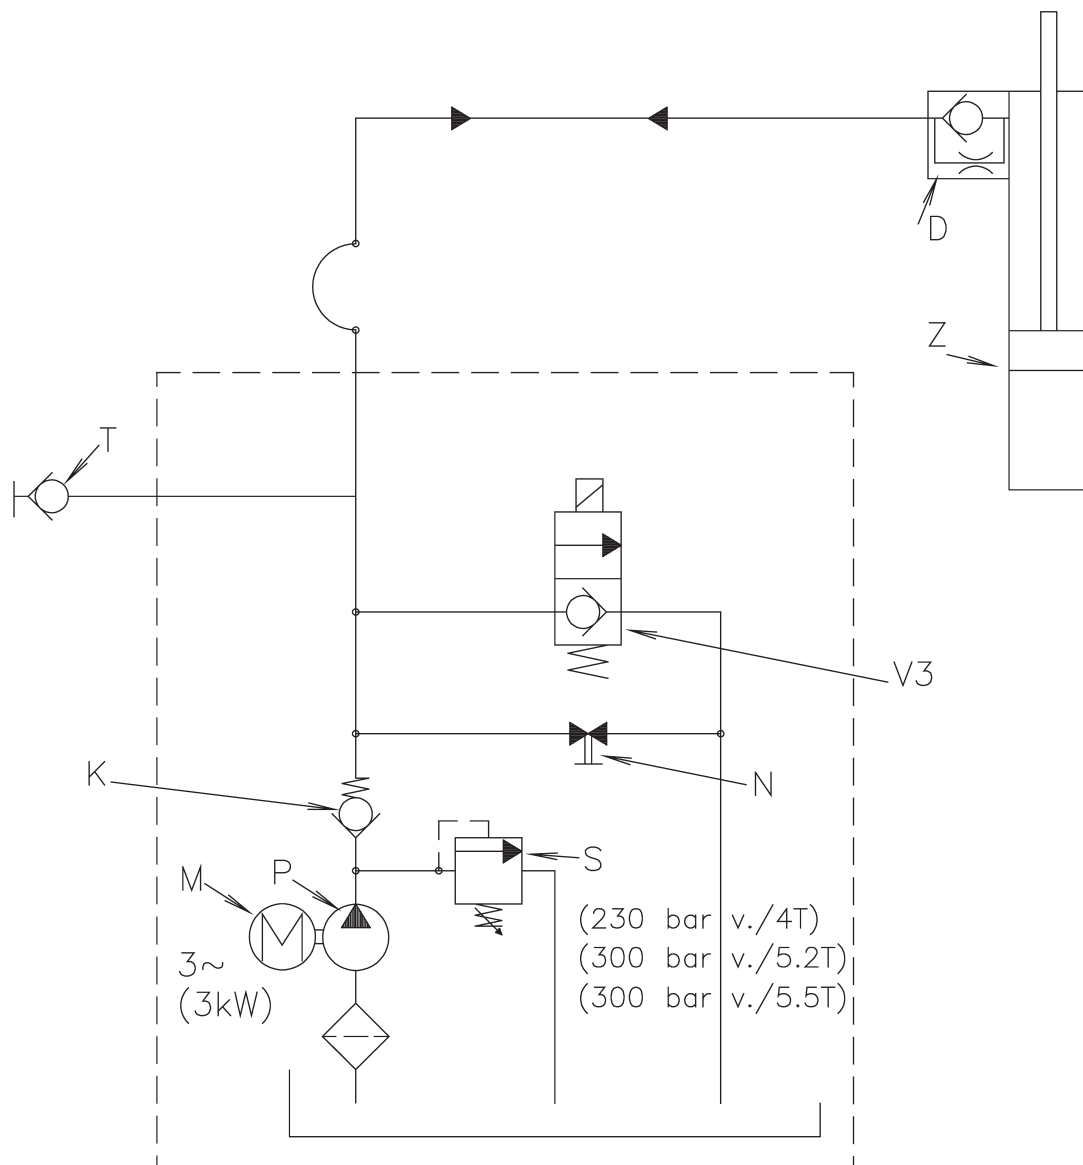 D
Z
T
V3
K
N
M
P
S
3~
(3kW)
(230 bar v./4T)
(300 bar v./5.2T)
(300 bar v./5.5T)